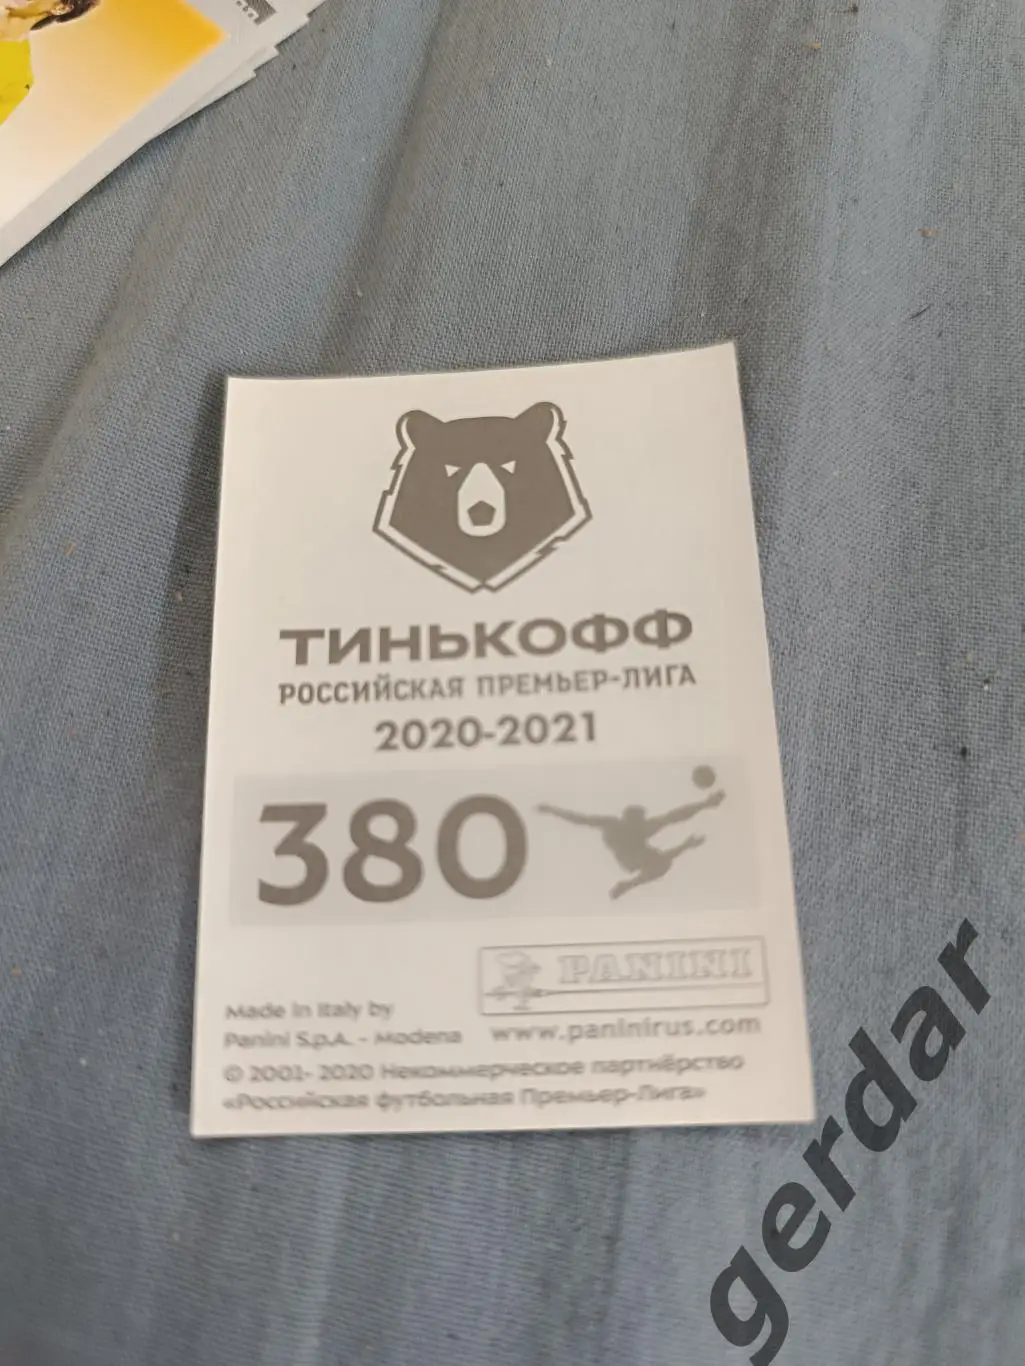 ТИНЬКОФФ
РОССИЙСКАЯ ПРЕМЬЕР-ЛИГА
2020-2021
380
PANINI
Made in Italy by
Panini S.p.A. - Modena
www.paninirus.com
© 2001- 2020 Некоммерческое партнёрство
«Российская футбольная Премьер-Лига»
gerdar